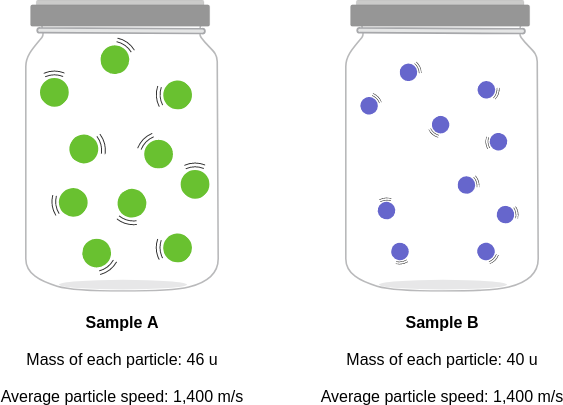 Sample A
Mass of each particle: 46 u
Average particle speed: 1,400 m/s
Sample B
Mass of each particle: 40 u
Average particle speed: 1,400 m/s